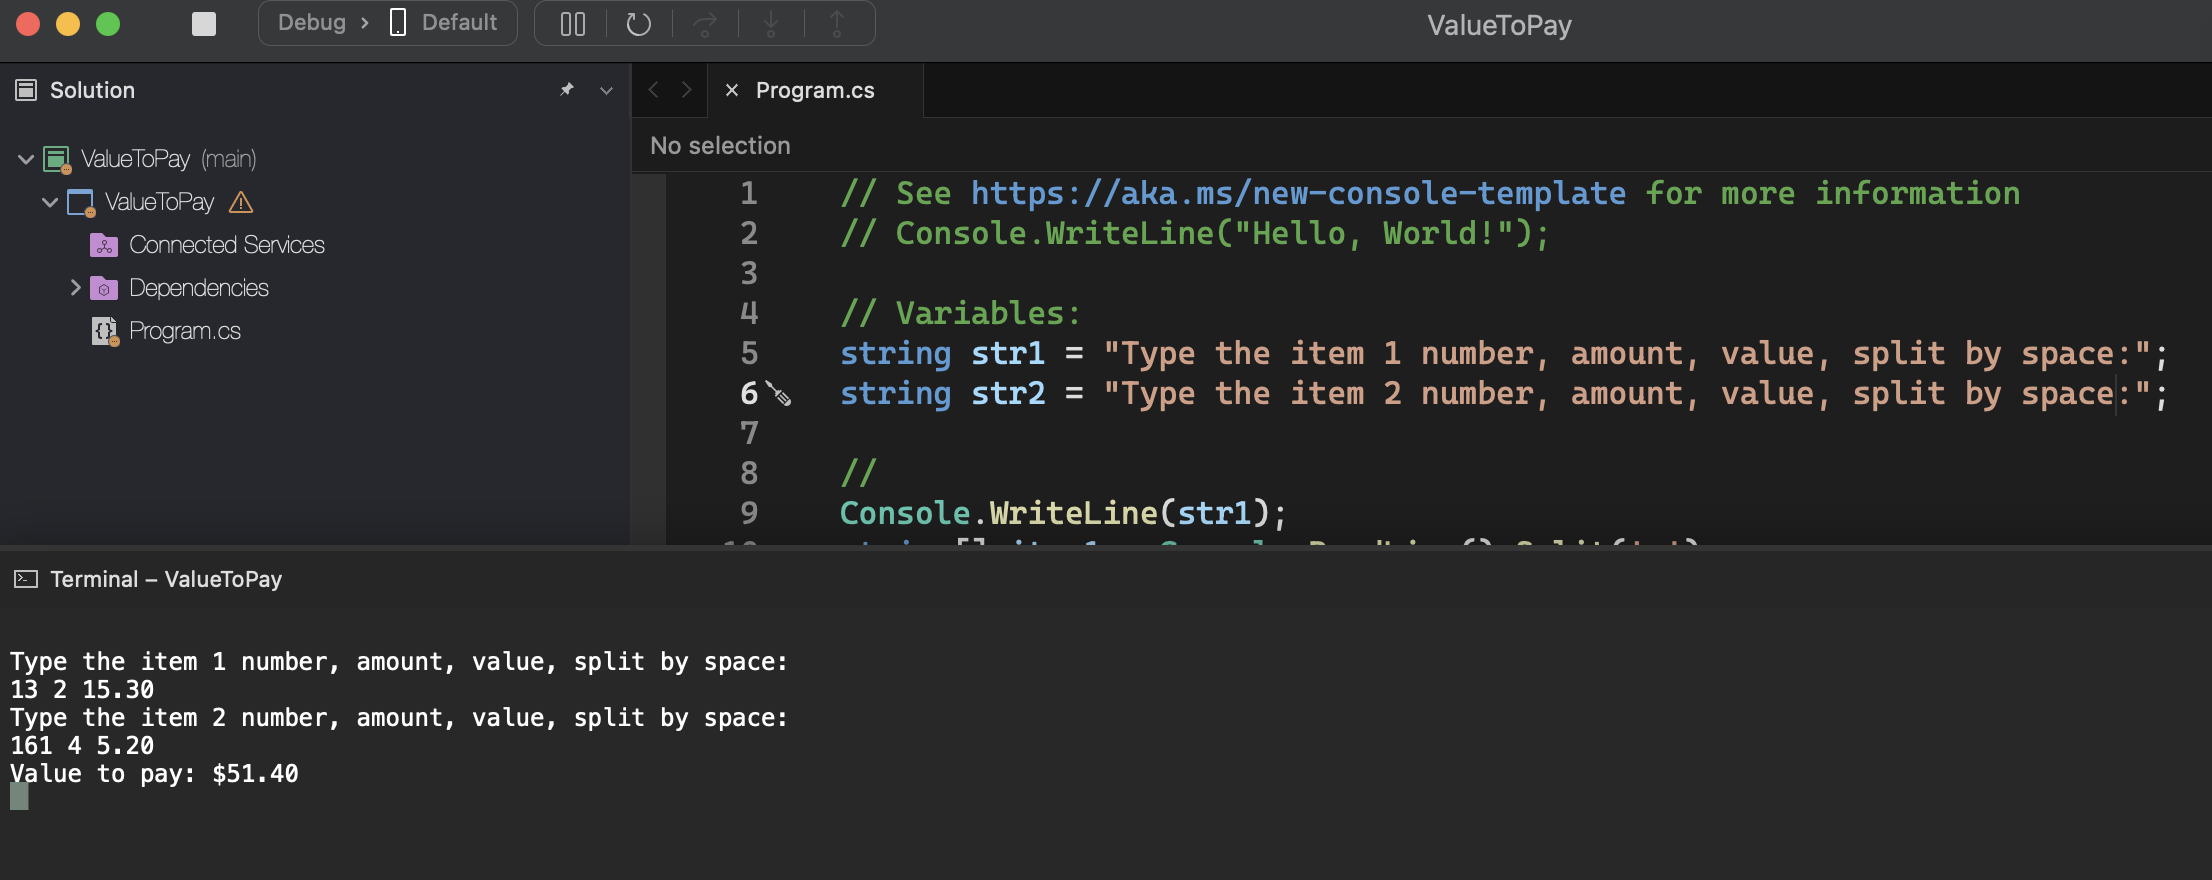 Debug > Default
ValueToPay
Solution
Program.cs
No selection
ValueToPay (main)
ValueToPay
Connected Services
Dependencies
Program.cs
1 // See https://aka.ms/new-console-template for more information
2 // Console.WriteLine("Hello, World!");
3
4 // Variables:
5 string str1 = "Type the item 1 number, amount, value, split by space:";
6 string str2 = "Type the item 2 number, amount, value, split by space:";
7
8 //
9 Console.WriteLine(str1);
Terminal – ValueToPay
Type the item 1 number, amount, value, split by space:
13 2 15.30
Type the item 2 number, amount, value, split by space:
161 4 5.20
Value to pay: $51.40